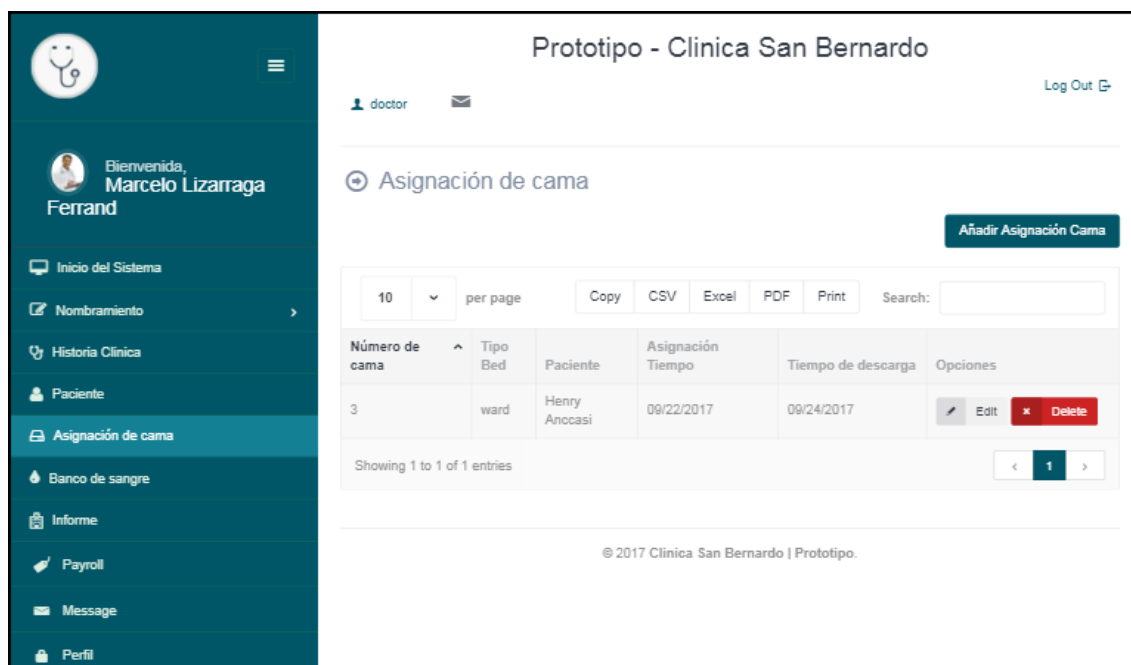 Prototipo - Clinica San Bernardo
Log Out
doctor
Bienvenida,
Marcelo Lizarraga
Ferrand
Inicio del Sistema
Nombramiento
Historia Clinica
Paciente
Asignación de cama
Banco de sangre
Informe
Payroll
Message
Perfil
Asignación de cama
Añadir Asignación Cama
10 per page Copy CSV Excel PDF Print Search:
Número de cama Tipo Bed Paciente Asignación Tiempo Tiempo de descarga Opciones
3 ward Henry Anccasi 09/22/2017 09/24/2017 Edit Delete
Showing 1 to 1 of 1 entries
1
© 2017 Clinica San Bernardo | Prototipo.